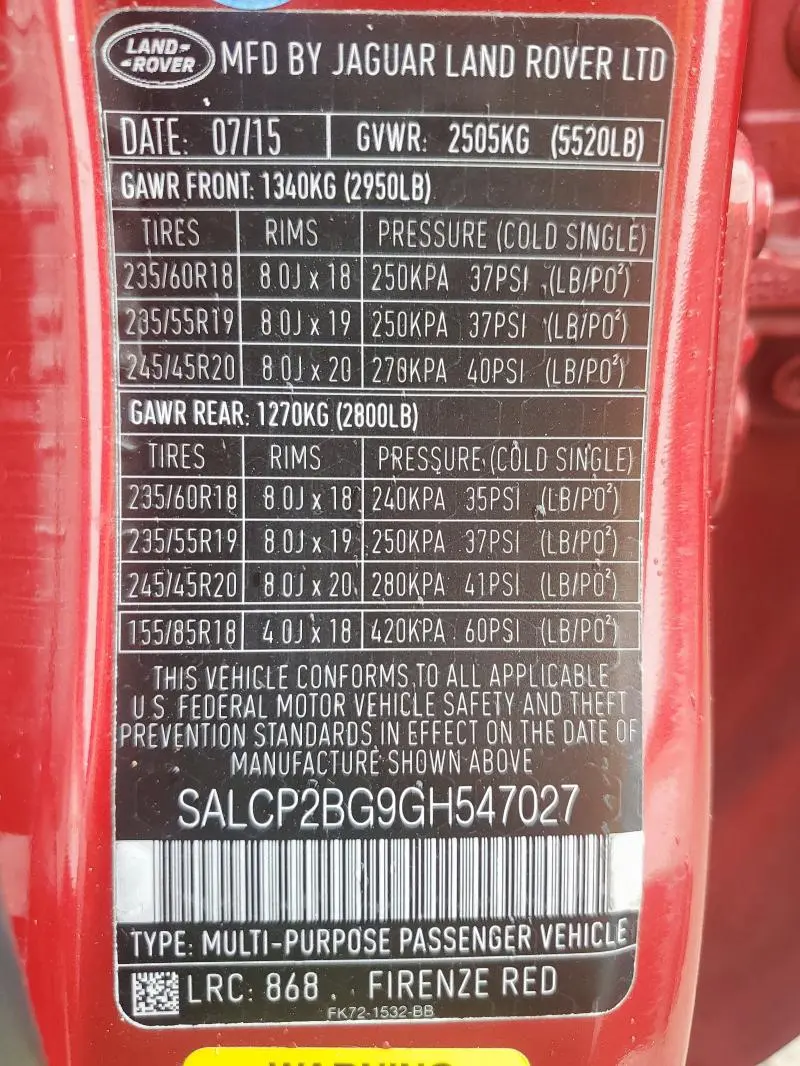 LAND-
-ROVER
MFD BY JAGUAR LAND ROVER LTD
DATE: 07/15 GVWR: 2505KG (5520LB)
GAWR FRONT: 1340KG (2950LB)
TIRES RIMS PRESSURE (COLD SINGLE)
235/60R18 8.0J x 18 250KPA 37PSI (LB/PO²)
235/55R19 8.0J x 19 250KPA 37PSI (LB/PO²)
245/45R20 8.0J x 20 270KPA 40PSI (LB/PO²)
GAWR REAR: 1270KG (2800LB)
TIRES RIMS PRESSURE (COLD SINGLE)
235/60R18 8.0J x 18 240KPA 35PSI (LB/PO²)
235/55R19 8.0J x 19 250KPA 37PSI (LB/PO²)
245/45R20 8.0J x 20 280KPA 41PSI (LB/PO²)
155/85R18 4.0J x 18 420KPA 60PSI (LB/PO²)
THIS VEHICLE CONFORMS TO ALL APPLICABLE
U.S. FEDERAL MOTOR VEHICLE SAFETY AND THEFT
PREVENTION STANDARDS IN EFFECT ON THE DATE OF
MANUFACTURE SHOWN ABOVE
SALCP2BG9GH547027
TYPE: MULTI-PURPOSE PASSENGER VEHICLE
LRC: 868 FIRENZE RED
FK72-1532-BB
WARNING